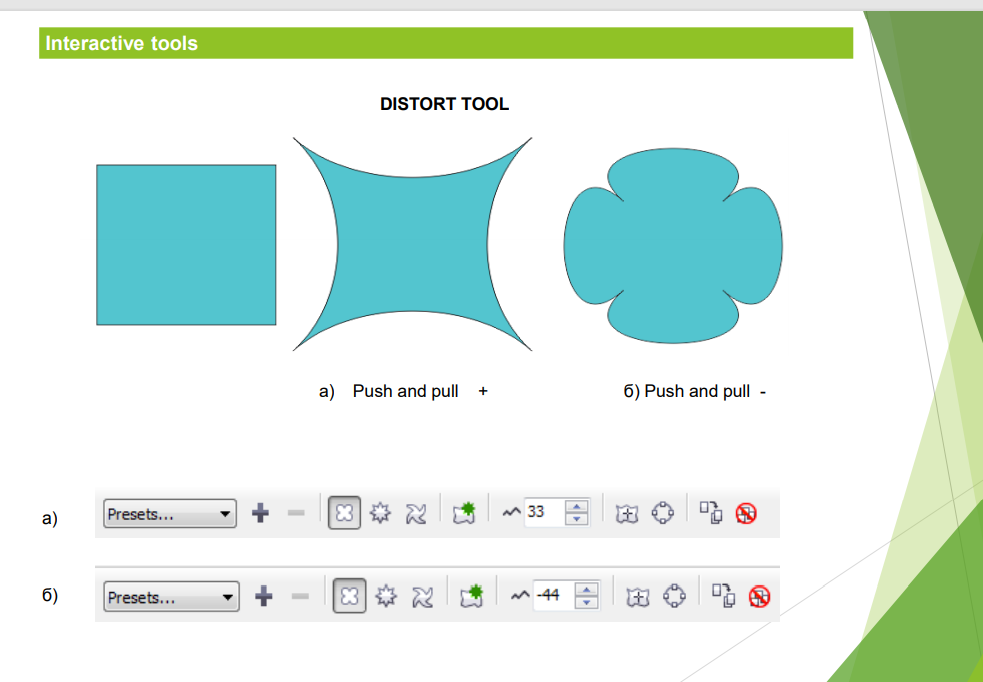 Interactive tools
DISTORT TOOL
а) Push and pull +
б) Push and pull -
а)
Presets...
33
б)
Presets...
-44